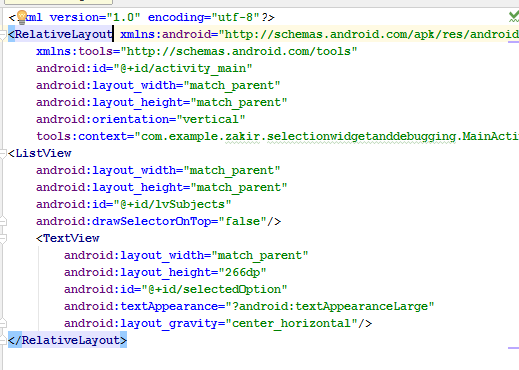 <?xml version="1.0" encoding="utf-8"?>
<RelativeLayout xmlns:android="http://schemas.android.com/apk/res/android
xmlns:tools="http://schemas.android.com/tools"
android:id="@+id/activity_main"
android:layout_width="match_parent"
android:layout_height="match_parent"
android:orientation="vertical"
tools:context="com.example.zakir.selectionwidgetanddebugging.MainActiv
<ListView
android:layout_width="match_parent"
android:layout_height="match_parent"
android:id="@+id/lvSubjects"
android:drawSelectorOnTop="false"/>
<TextView
android:layout_width="match_parent"
android:layout_height="266dp"
android:id="@+id/selectedOption"
android:textAppearance="?android:textAppearanceLarge"
android:layout_gravity="center_horizontal"/>
</RelativeLayout>